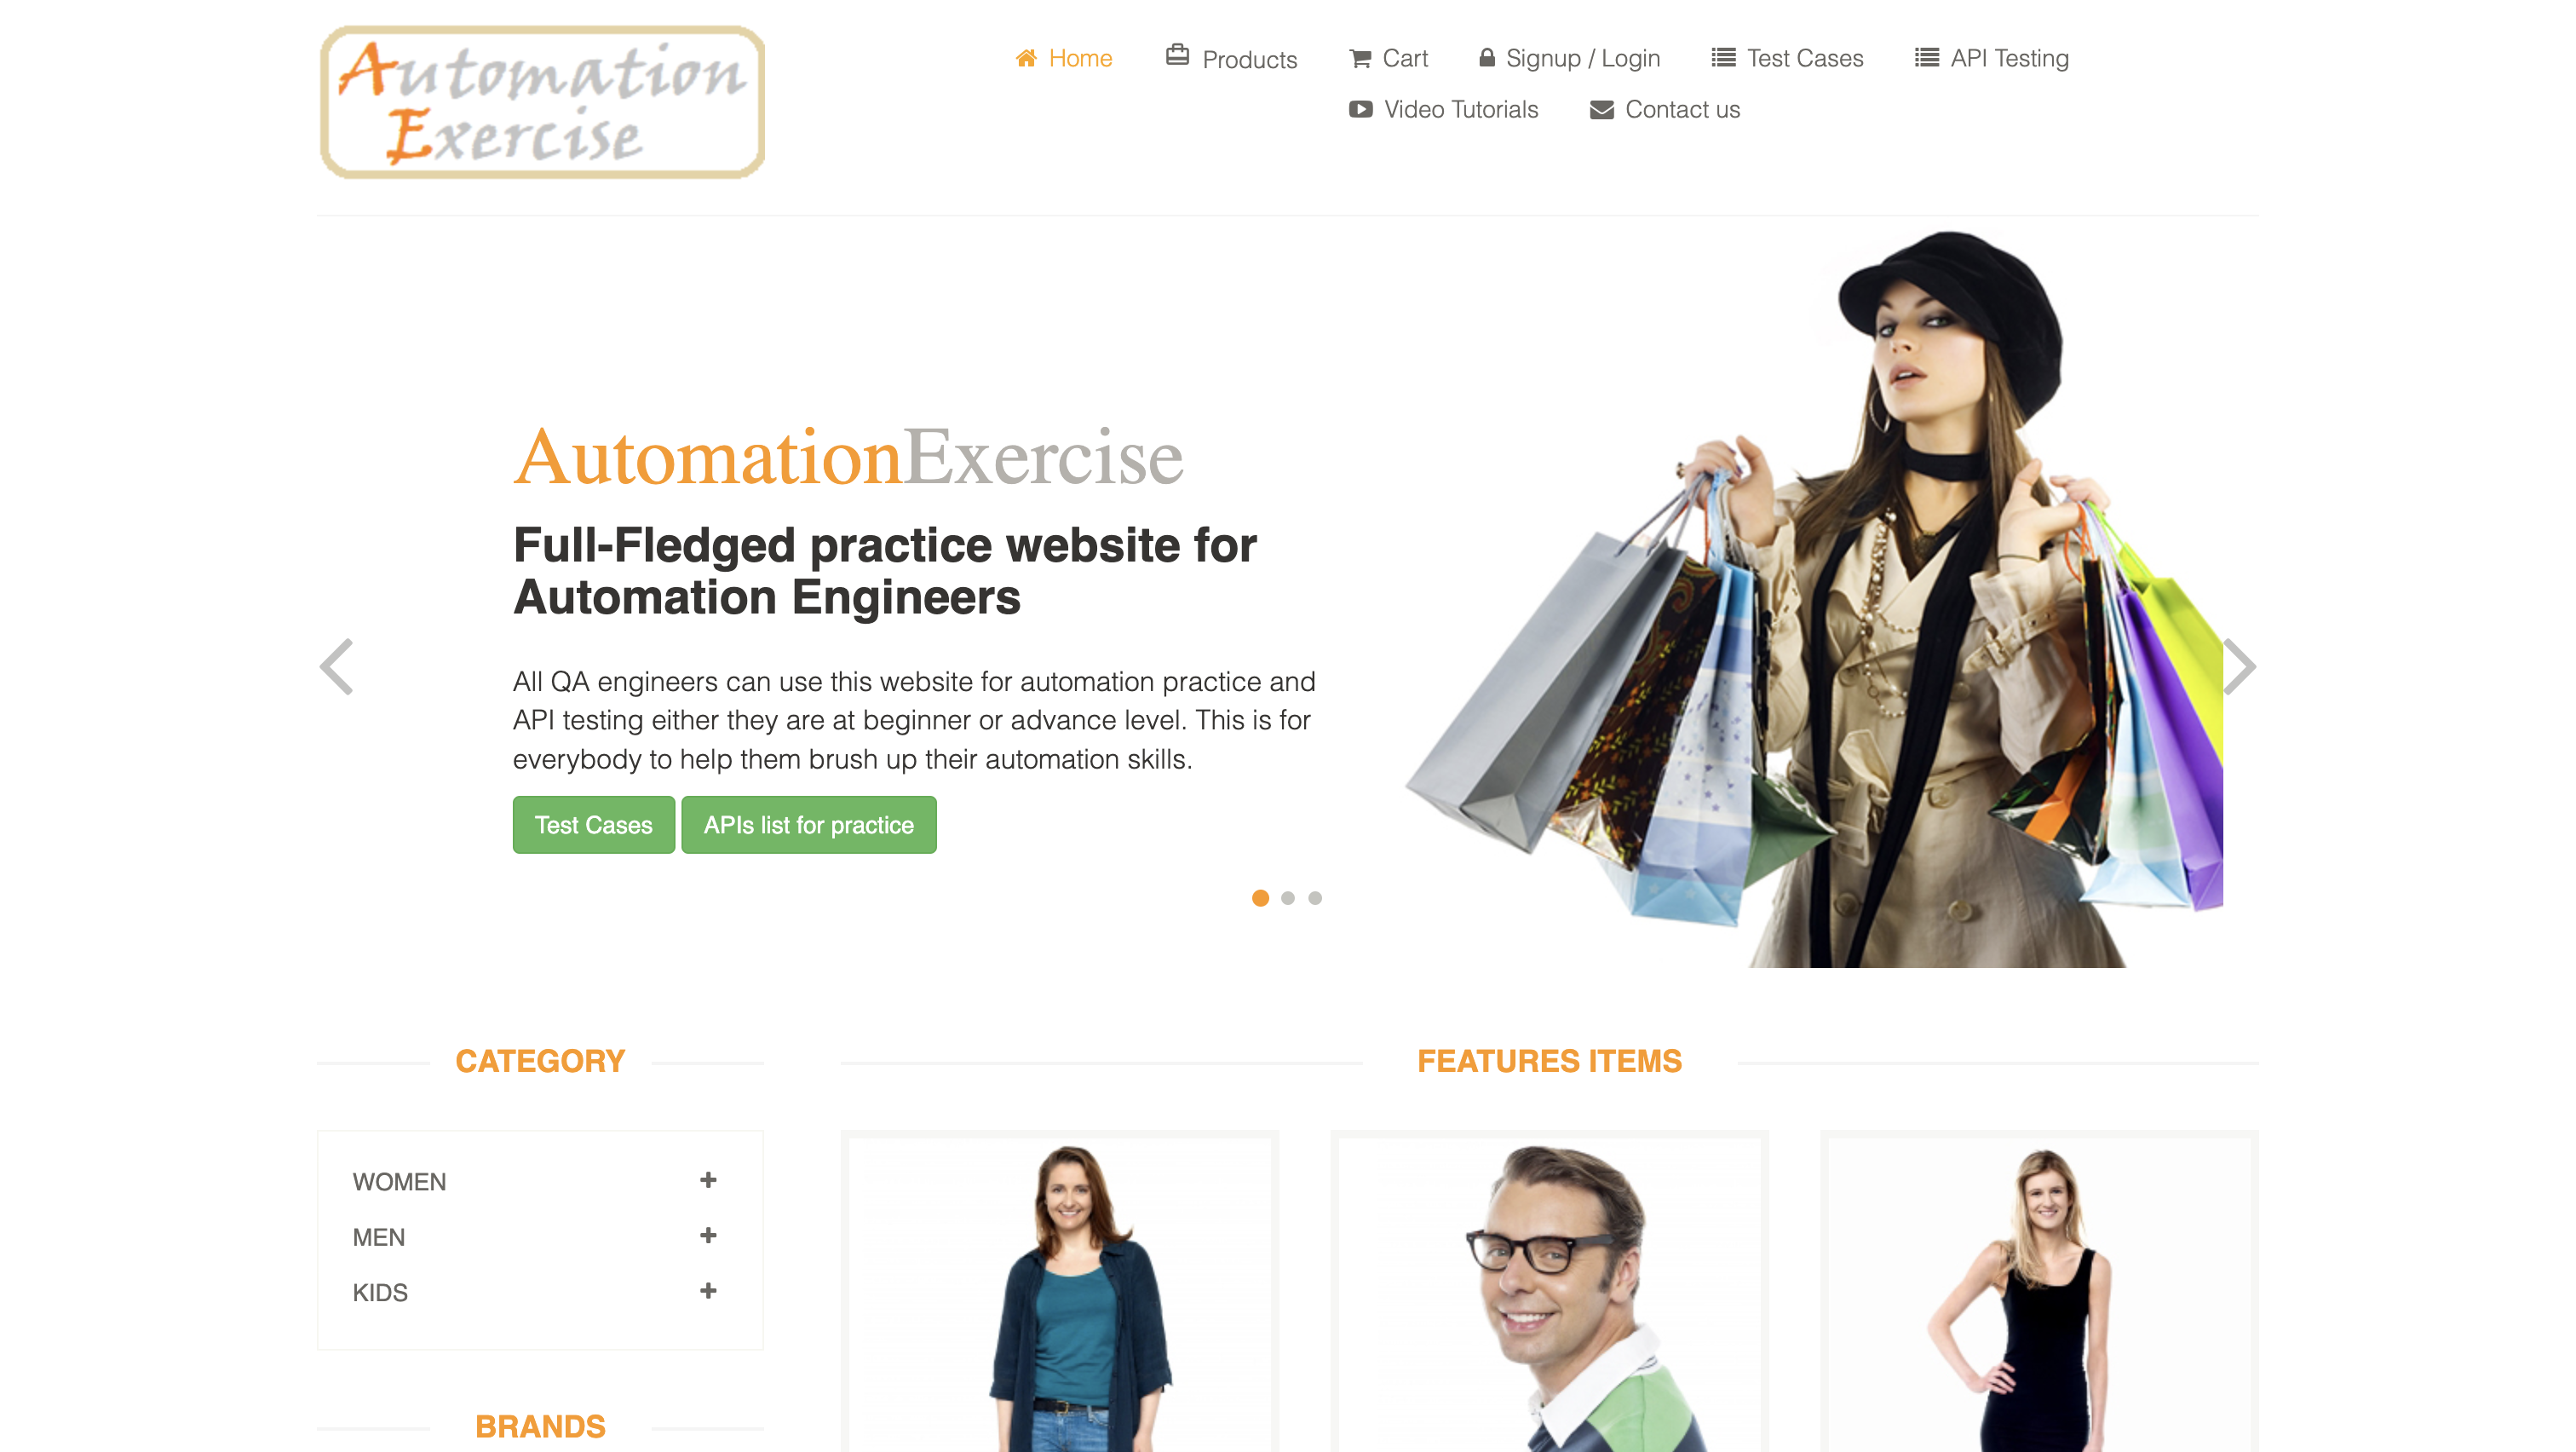 Automation
Exercise
Home Products Cart Signup / Login Test Cases API Testing
Video Tutorials Contact us
AutomationExercise
Full-Fledged practice website for
Automation Engineers
All QA engineers can use this website for automation practice and
API testing either they are at beginner or advance level. This is for
everybody to help them brush up their automation skills.
Test Cases APIs list for practice
CATEGORY
WOMEN
MEN
KIDS
BRANDS
FEATURES ITEMS